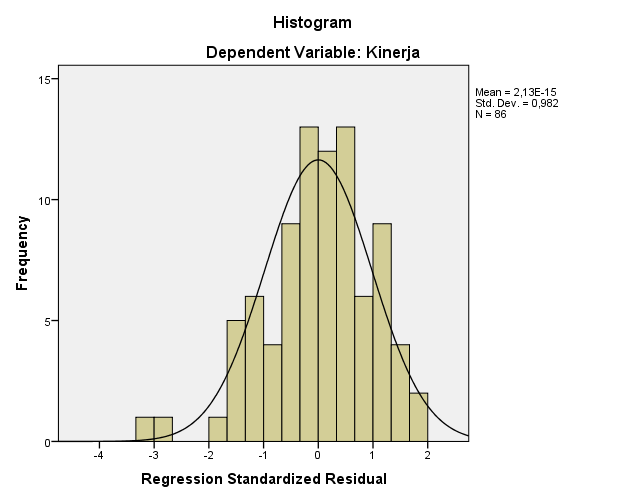 Histogram
Dependent Variable: Kinerja
Mean = 2,13E-15
Std. Dev. = 0,982
N = 86
15
10
5
0
Frequency
-4 -3 -2 -1 0 1 2
Regression Standardized Residual